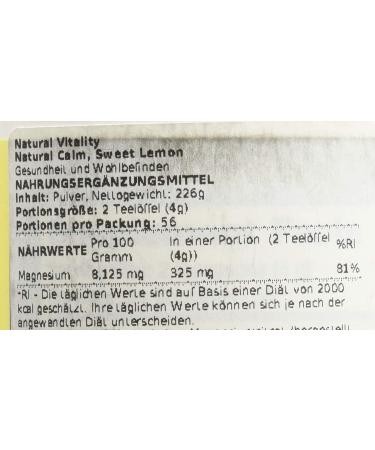 Natural Vitality
Natural Calm, Sweet Lemon
Gesundheit und Wohlbefinden
NAHRUNGSERGÄNZUNGSMITTEL
Inhalt: Pulver, Nettogewicht: 226g
Portionsgröße: 2 Teelöffel (4g)
Portionen pro Packung: 56
NÄHRWERTE Pro 100 Gramm In einer Portion (2 Teelöffel (4g)) %RI
Magnesium 8,125 mg 325 mg 81%
*RI - Die täglichen Werte sind auf Basis einer Diät von 2000
kcal geschätzt. Ihre täglichen Werte können sich je nach der
angewandten Diät unterscheiden.